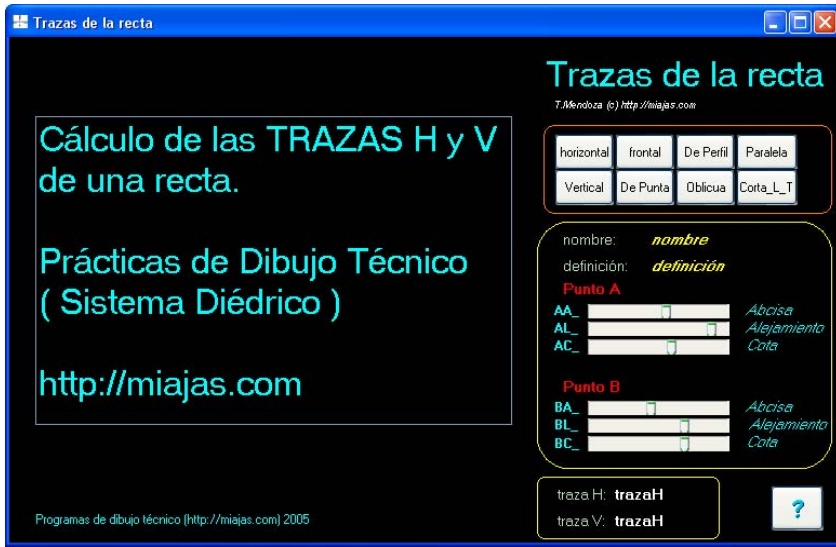 Trazas de la recta
Cálculo de las TRAZAS H y V
de una recta.
Prácticas de Dibujo Técnico
( Sistema Diédrico )
http://miajas.com
Programas de dibujo técnico (http://miajas.com) 2005
Trazas de la recta
T.Mendoza (c) http://miajas.com
horizontal frontal De Perfil Paralela
Vertical De Punta Oblicua Corta_L_T
nombre: nombre
definición: definición
Punto A
AA_ Abcisa
AL_ Alejamiento
AC_ Cota
Punto B
BA_ Abcisa
BL_ Alejamiento
BC_ Cota
traza H: trazaH
traza V: trazaH
?